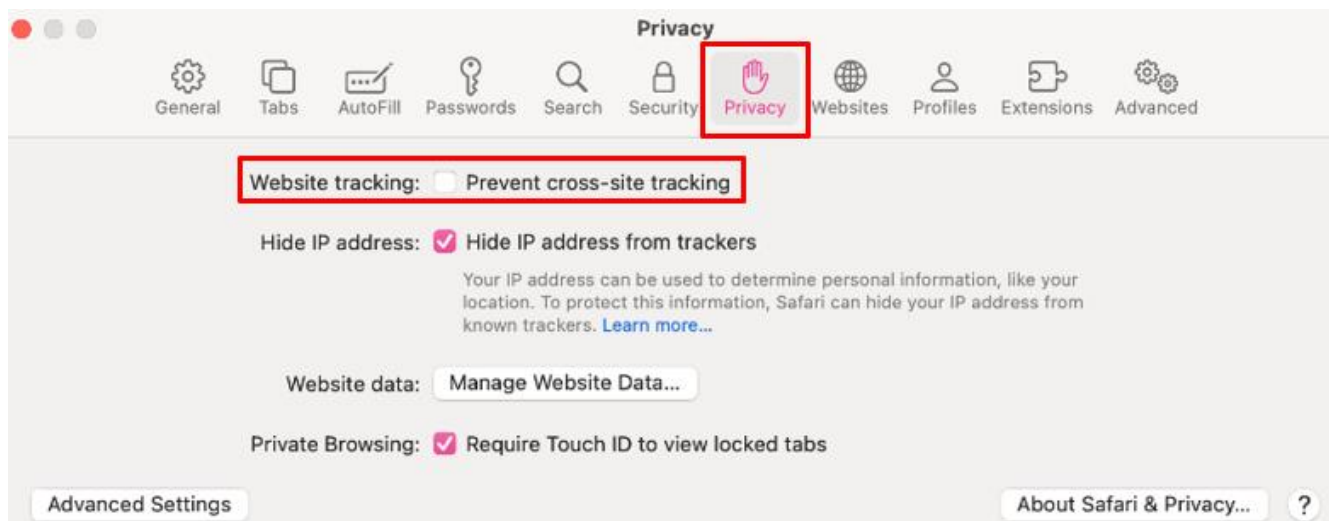 Privacy
General Tabs AutoFill Passwords Search Security Privacy Websites Profiles Extensions Advanced
Website tracking: Prevent cross-site tracking
Hide IP address: Hide IP address from trackers
Your IP address can be used to determine personal information, like your
location. To protect this information, Safari can hide your IP address from
known trackers. Learn more...
Website data: Manage Website Data...
Private Browsing: Require Touch ID to view locked tabs
Advanced Settings About Safari & Privacy... ?